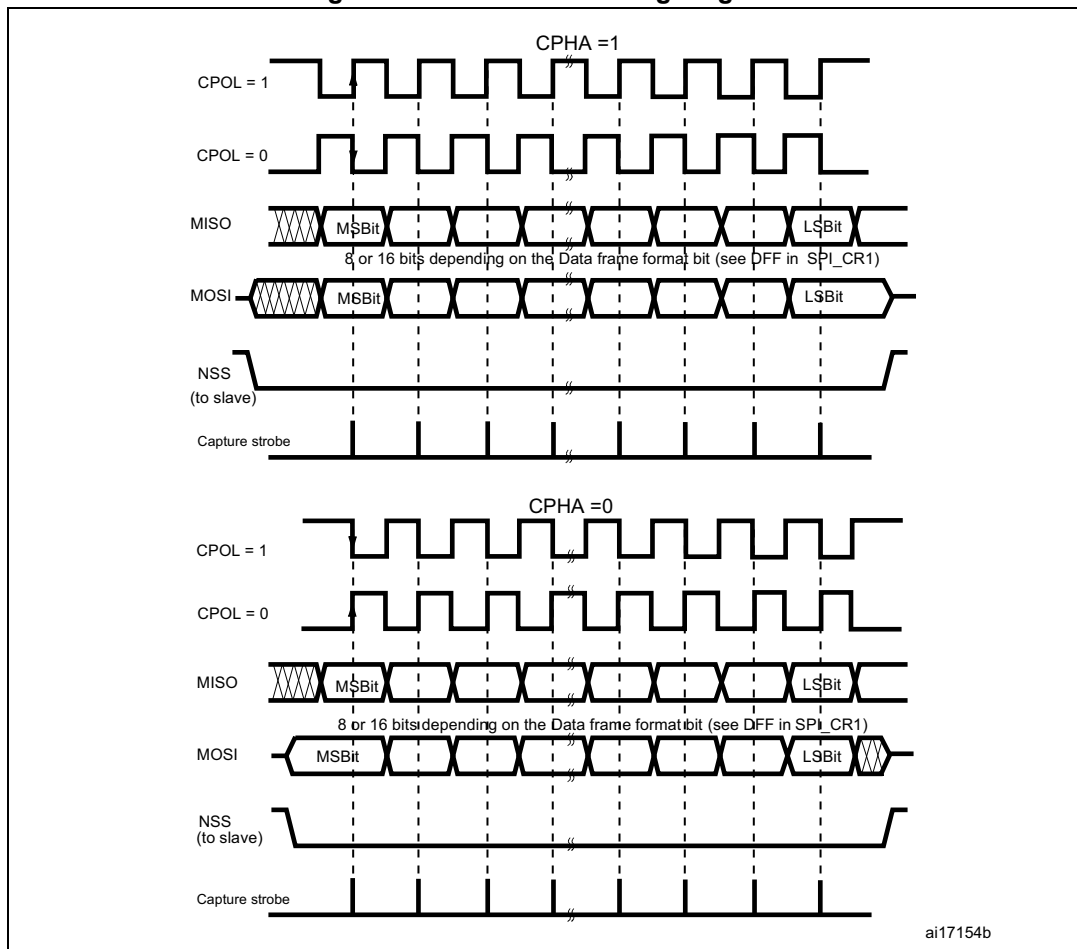 CPHA =1
CPOL = 1
CPOL = 0
MISO
MSBit
LSBit
8 or 16 bits depending on the Data frame format bit (see DFF in SPI_CR1)
MOSI
MSBit
LSBit
NSS
(to slave)
Capture strobe
CPHA =0
CPOL = 1
CPOL = 0
MISO
MSBit
LSBit
8 or 16 bits depending on the Data frame format bit (see DFF in SPI_CR1)
MOSI
MSBit
LSBit
NSS
(to slave)
Capture strobe
ai17154b